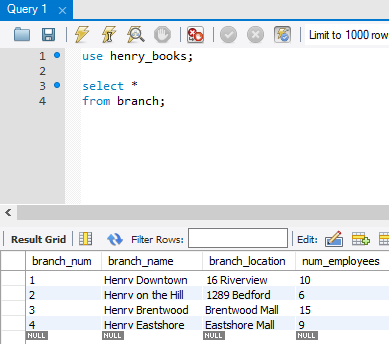 Query 1
Limit to 1000 row
1 use henry_books;
2
3 select *
4 from branch;
Result Grid Filter Rows: Edit:
branch_num branch_name branch_location num_employees
1 Henry Downtown 16 Riverview 10
2 Henry on the Hill 1289 Bedford 6
3 Henry Brentwood Brentwood Mall 15
4 Henry Eastshore Eastshore Mall 9
NULL NULL NULL NULL